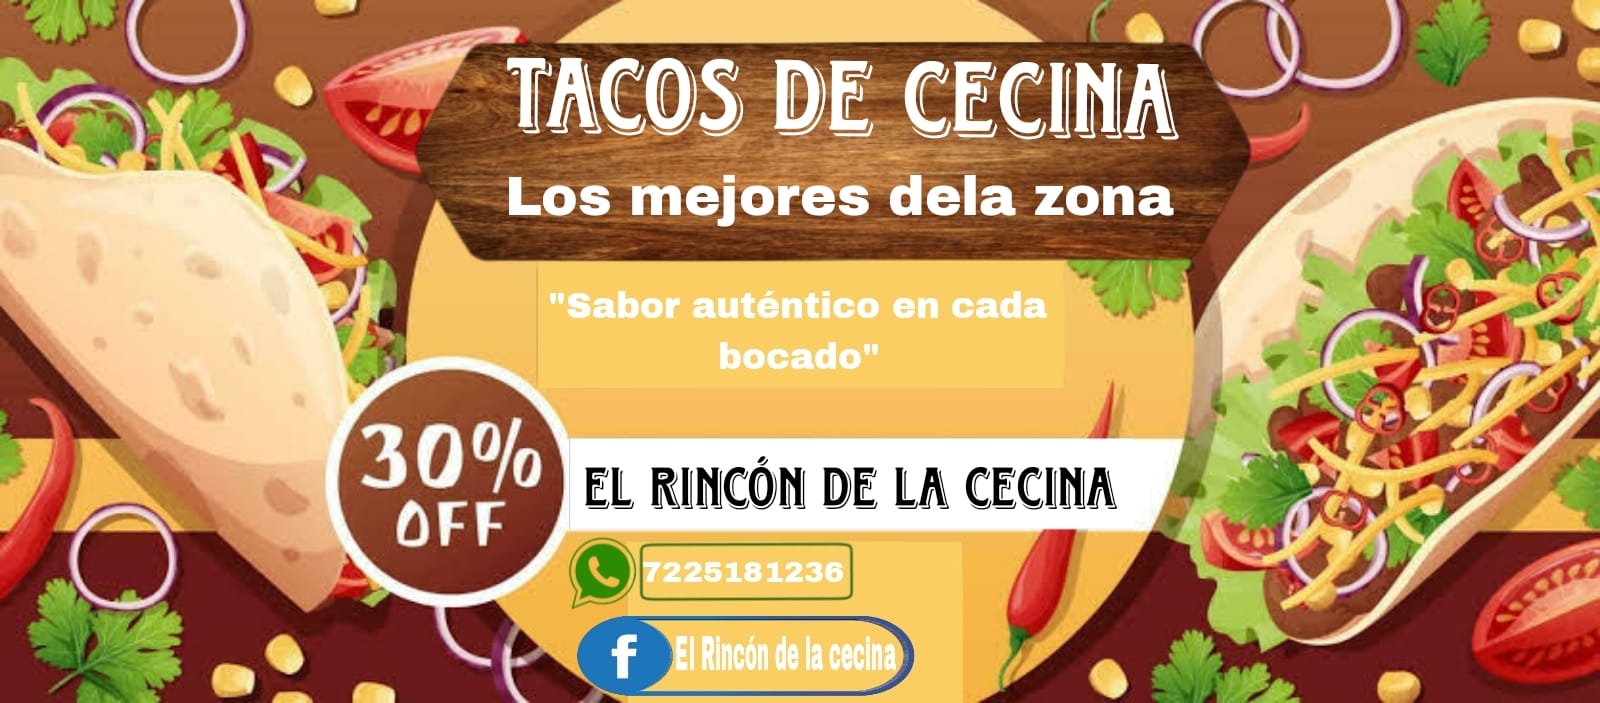 TACOS DE CECINA
Los mejores dela zona
"Sabor auténtico en cada
bocado"
30%
OFF
EL RINCÓN DE LA CECINA
7225181236
f
El Rincón de la cecina